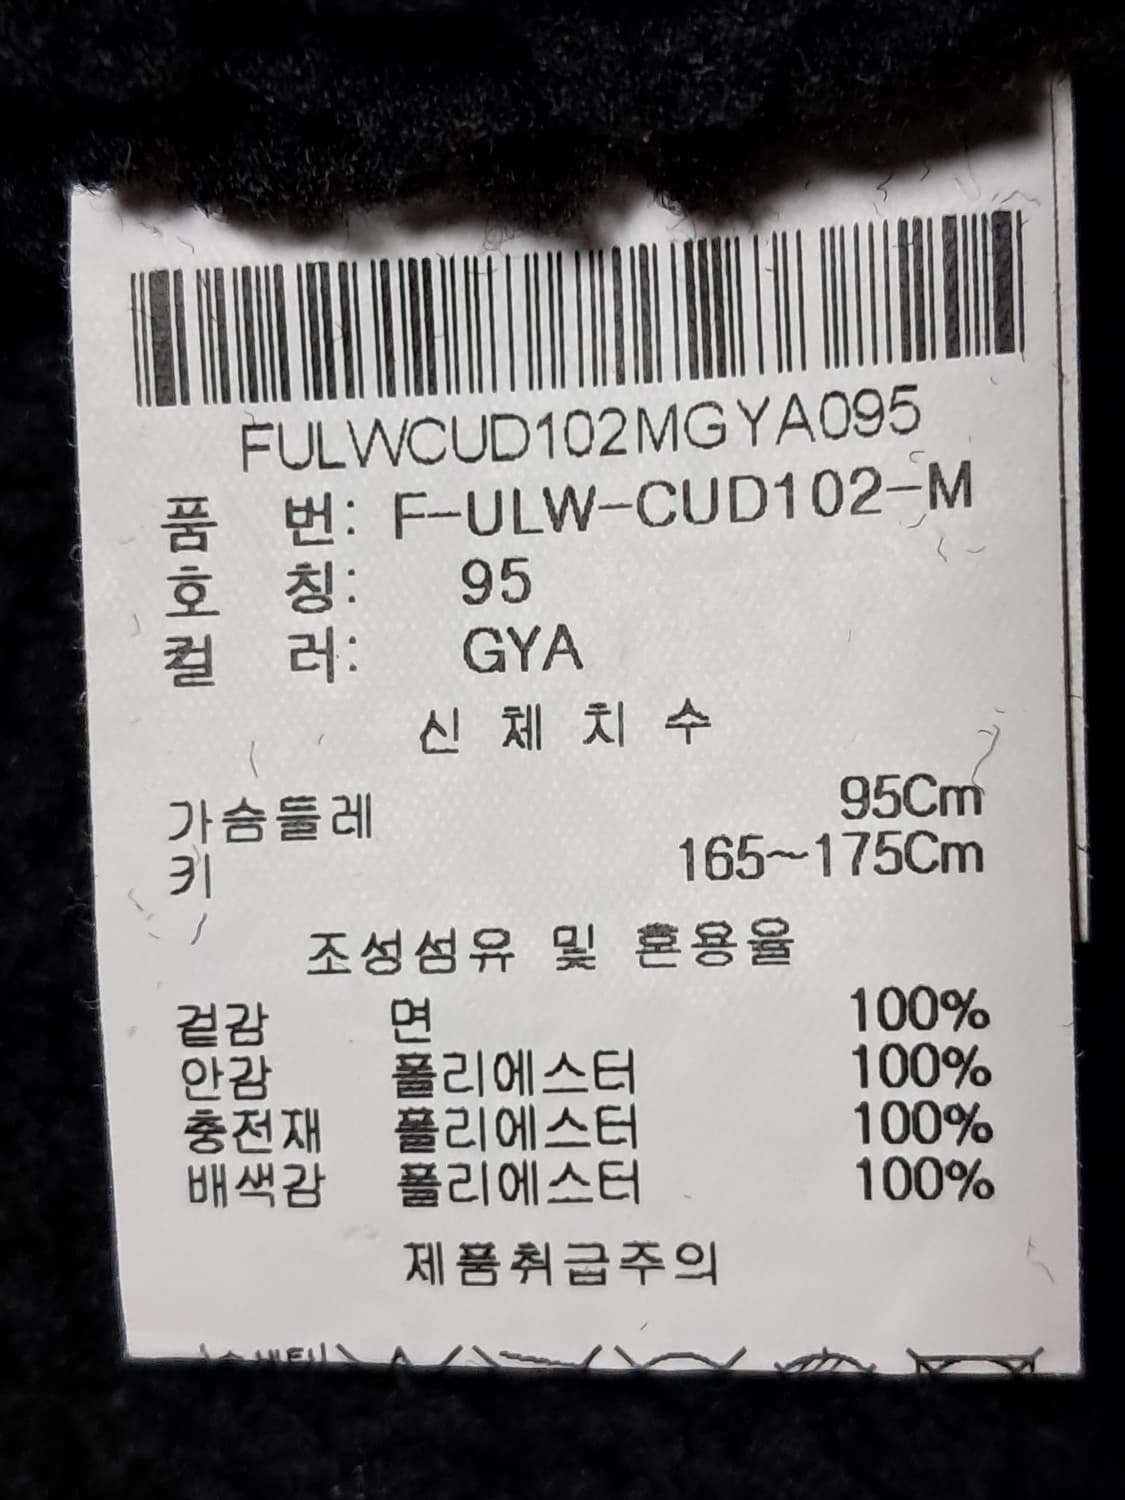 FULWCUD102MGYA095
품 번: F-ULW-CUD102-M
호 칭: 95
컬 러: GYA
신 체 치 수
가슴둘레 95Cm
키 165~175Cm
조성섬유 및 혼용율
겉감 면 100%
안감 폴리에스터 100%
충전재 폴리에스터 100%
배색감 폴리에스터 100%
제품취급주의